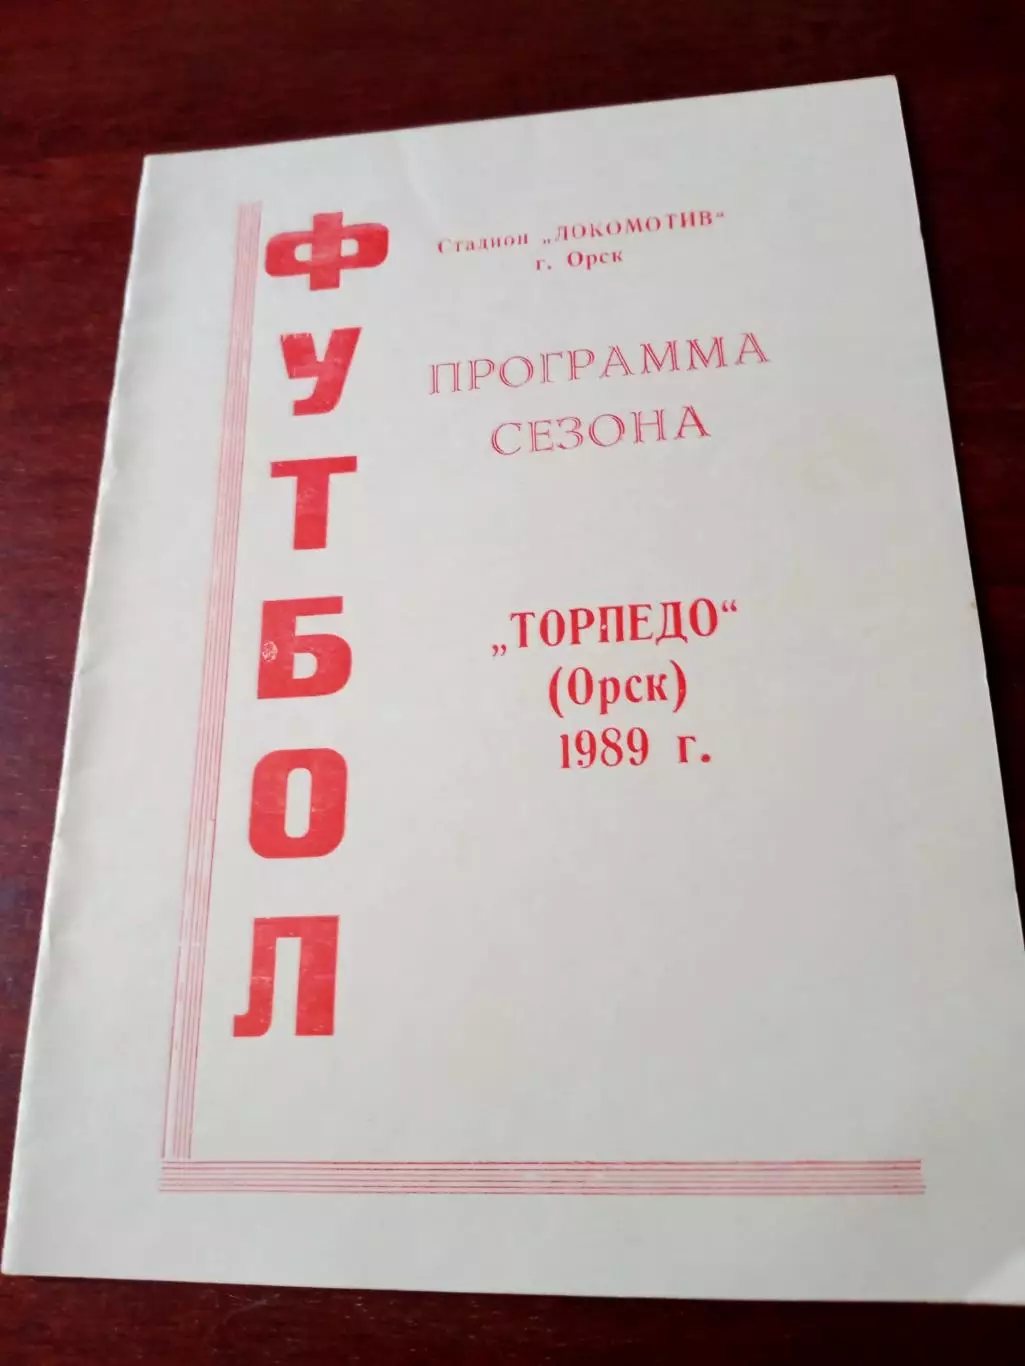 ФУТБОЛ
Стадион „ЛОКОМОТИВ“
г. Орск
ПРОГРАММА
СЕЗОНА
„ТОРПЕДО“
(Орск)
1989 г.